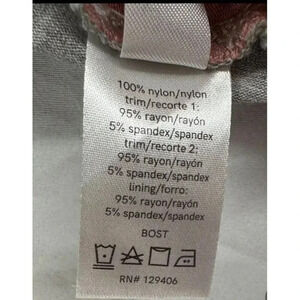 100% nylon/nylon
trim/recorte 1:
95% rayon/rayón
5% spandex/spandex
trim/recorte 2:
95% rayon/rayón
5% spandex/spandex
lining/forro:
95% rayon/rayón
5% spandex/spandex
BOST
RN# 129406